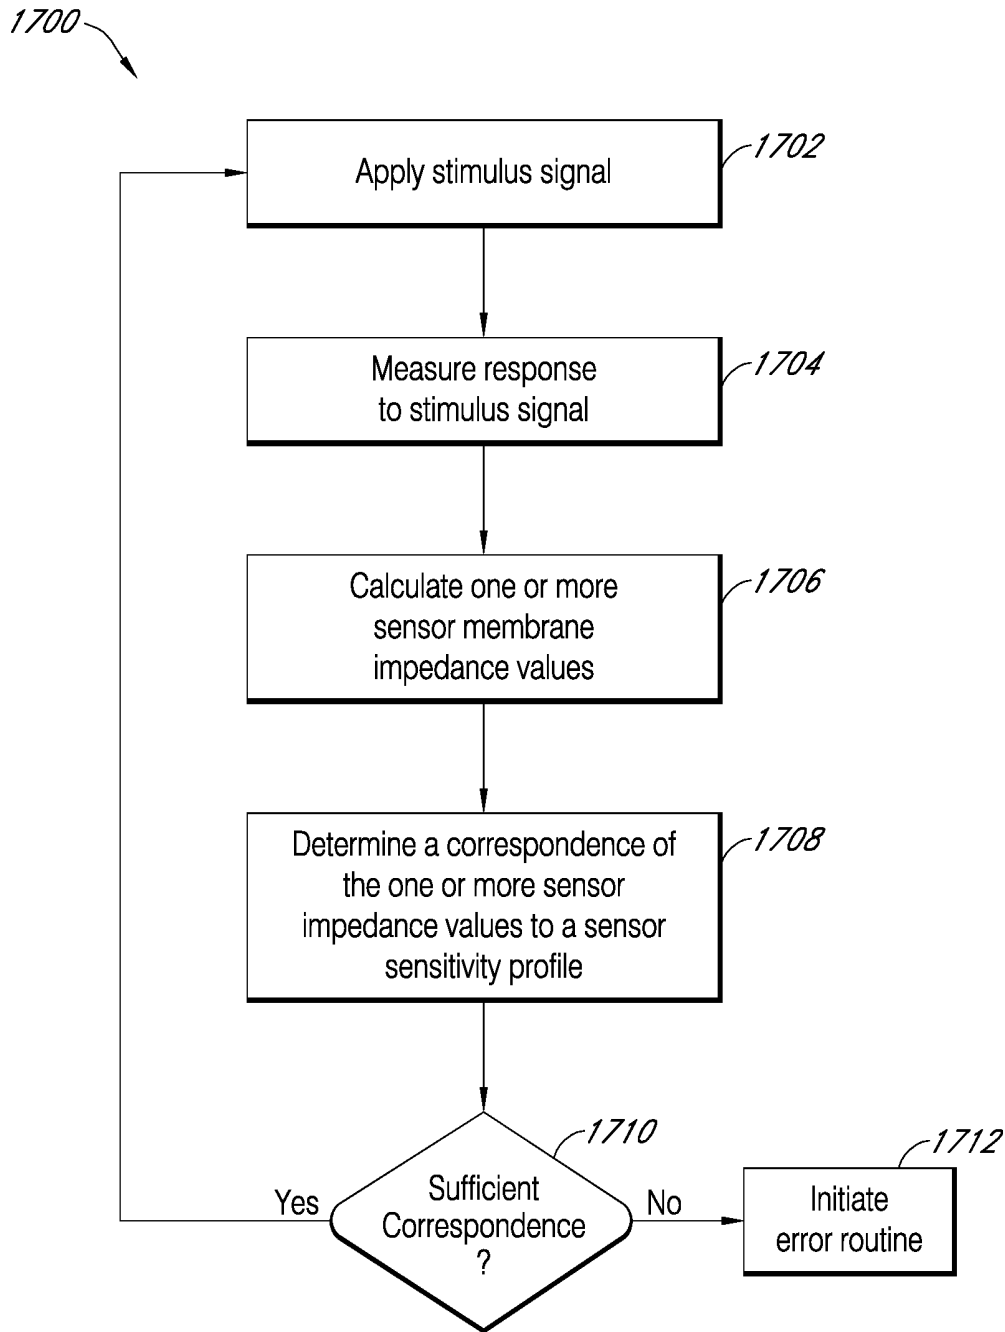 1700
1702
Apply stimulus signal
1704
Measure response
to stimulus signal
1706
Calculate one or more
sensor membrane
impedance values
1708
Determine a correspondence of
the one or more sensor
impedance values to a sensor
sensitivity profile
1710
Sufficient
Correspondence
?
Yes
No
1712
Initiate
error routine